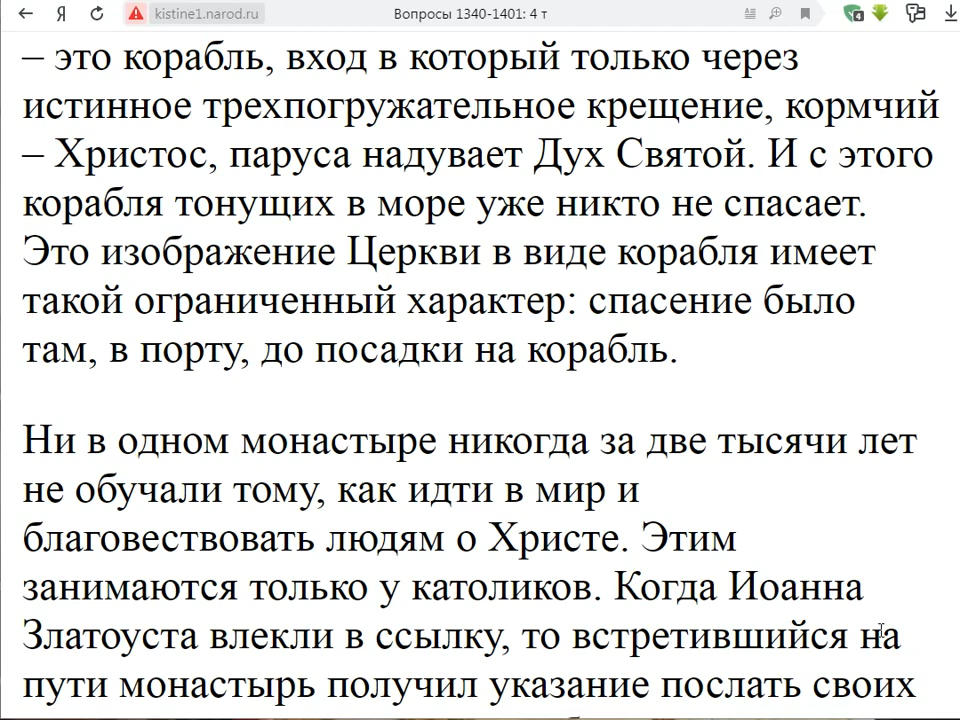 Я kistine1.narod.ru Вопросы 1340-1401: 4 т 4
– это корабль, вход в который только через
истинное трехпогружательное крещение, кормчий
– Христос, паруса надувает Дух Святой. И с этого
корабля тонущих в море уже никто не спасает.
Это изображение Церкви в виде корабля имеет
такой ограниченный характер: спасение было
там, в порту, до посадки на корабль.
Ни в одном монастыре никогда за две тысячи лет
не обучали тому, как идти в мир и
благовествовать людям о Христе. Этим
занимаются только у католиков. Когда Иоанна
Златоуста влекли в ссылку, то встретившийся на
пути монастырь получил указание послать своих